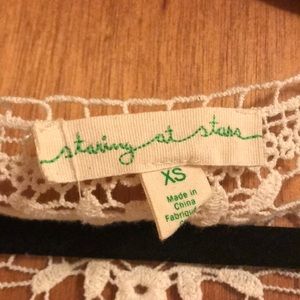 staring at stars
XS
Made in
China
Fabriqué